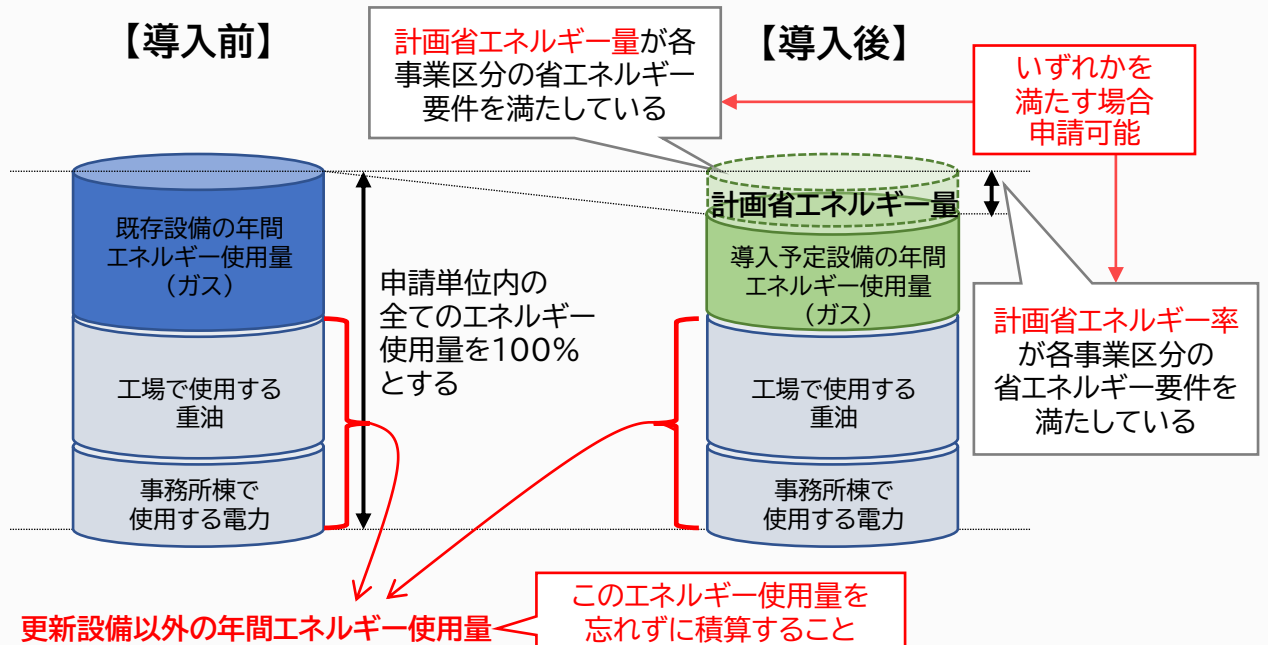 【導入前】
計画省エネルギー量が各
事業区分の省エネルギー
要件を満たしている
【導入後】
いずれかを
満たす場合
申請可能
既存設備の年間
エネルギー使用量
（ガス）
工場で使用する
重油
事務所棟で
使用する電力
申請単位内の
全てのエネルギー
使用量を100%
とする
計画省エネルギー量
導入予定設備の年間
エネルギー使用量
（ガス）
工場で使用する
重油
事務所棟で
使用する電力
計画省エネルギー率
が各事業区分の
省エネルギー要件を
満たしている
更新設備以外の年間エネルギー使用量
このエネルギー使用量を
忘れずに積算すること